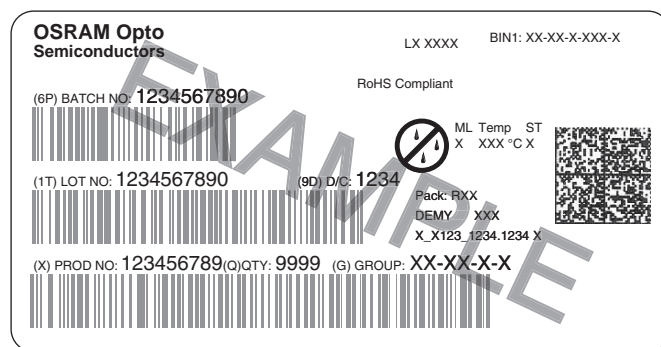 OSRAM Opto
Semiconductors
LX XXXX
BIN1: XX-XX-X-XXX-X
RoHS Compliant
(6P) BATCH NO: 1234567890
ML Temp ST
X XXX °C X
(1T) LOT NO: 1234567890 (9D) D/C: 1234
Pack: RXX
DEMY XXX
X_X123_1234.1234 X
(X) PROD NO: 123456789(Q)QTY: 9999 (G) GROUP: XX-XX-X-X
EXAMPLE